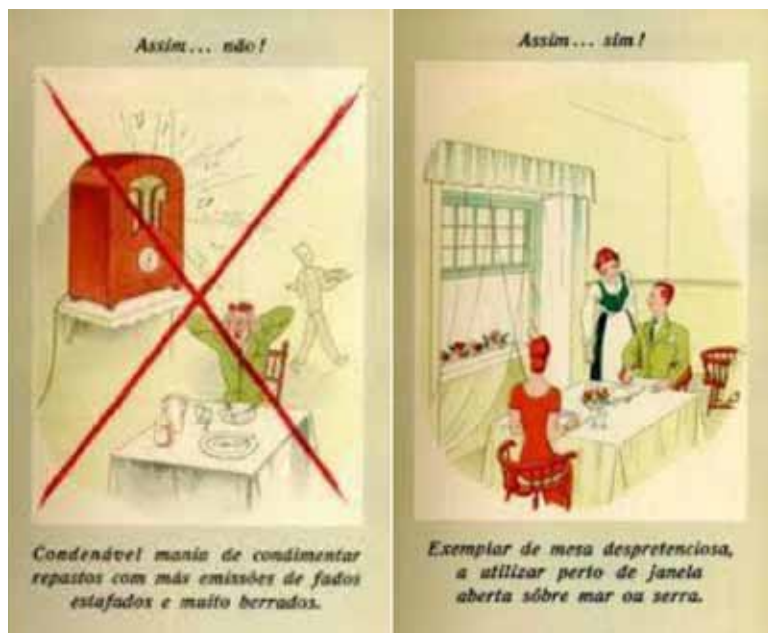 Assim... não!
Condenável mania de condimentar
repastos com más emissões de fados
estafados e muito berrados.
Assim... sim!
Exemplar de mesa despretenciosa,
a utilizar perto de janela
aberta sôbre mar ou serra.